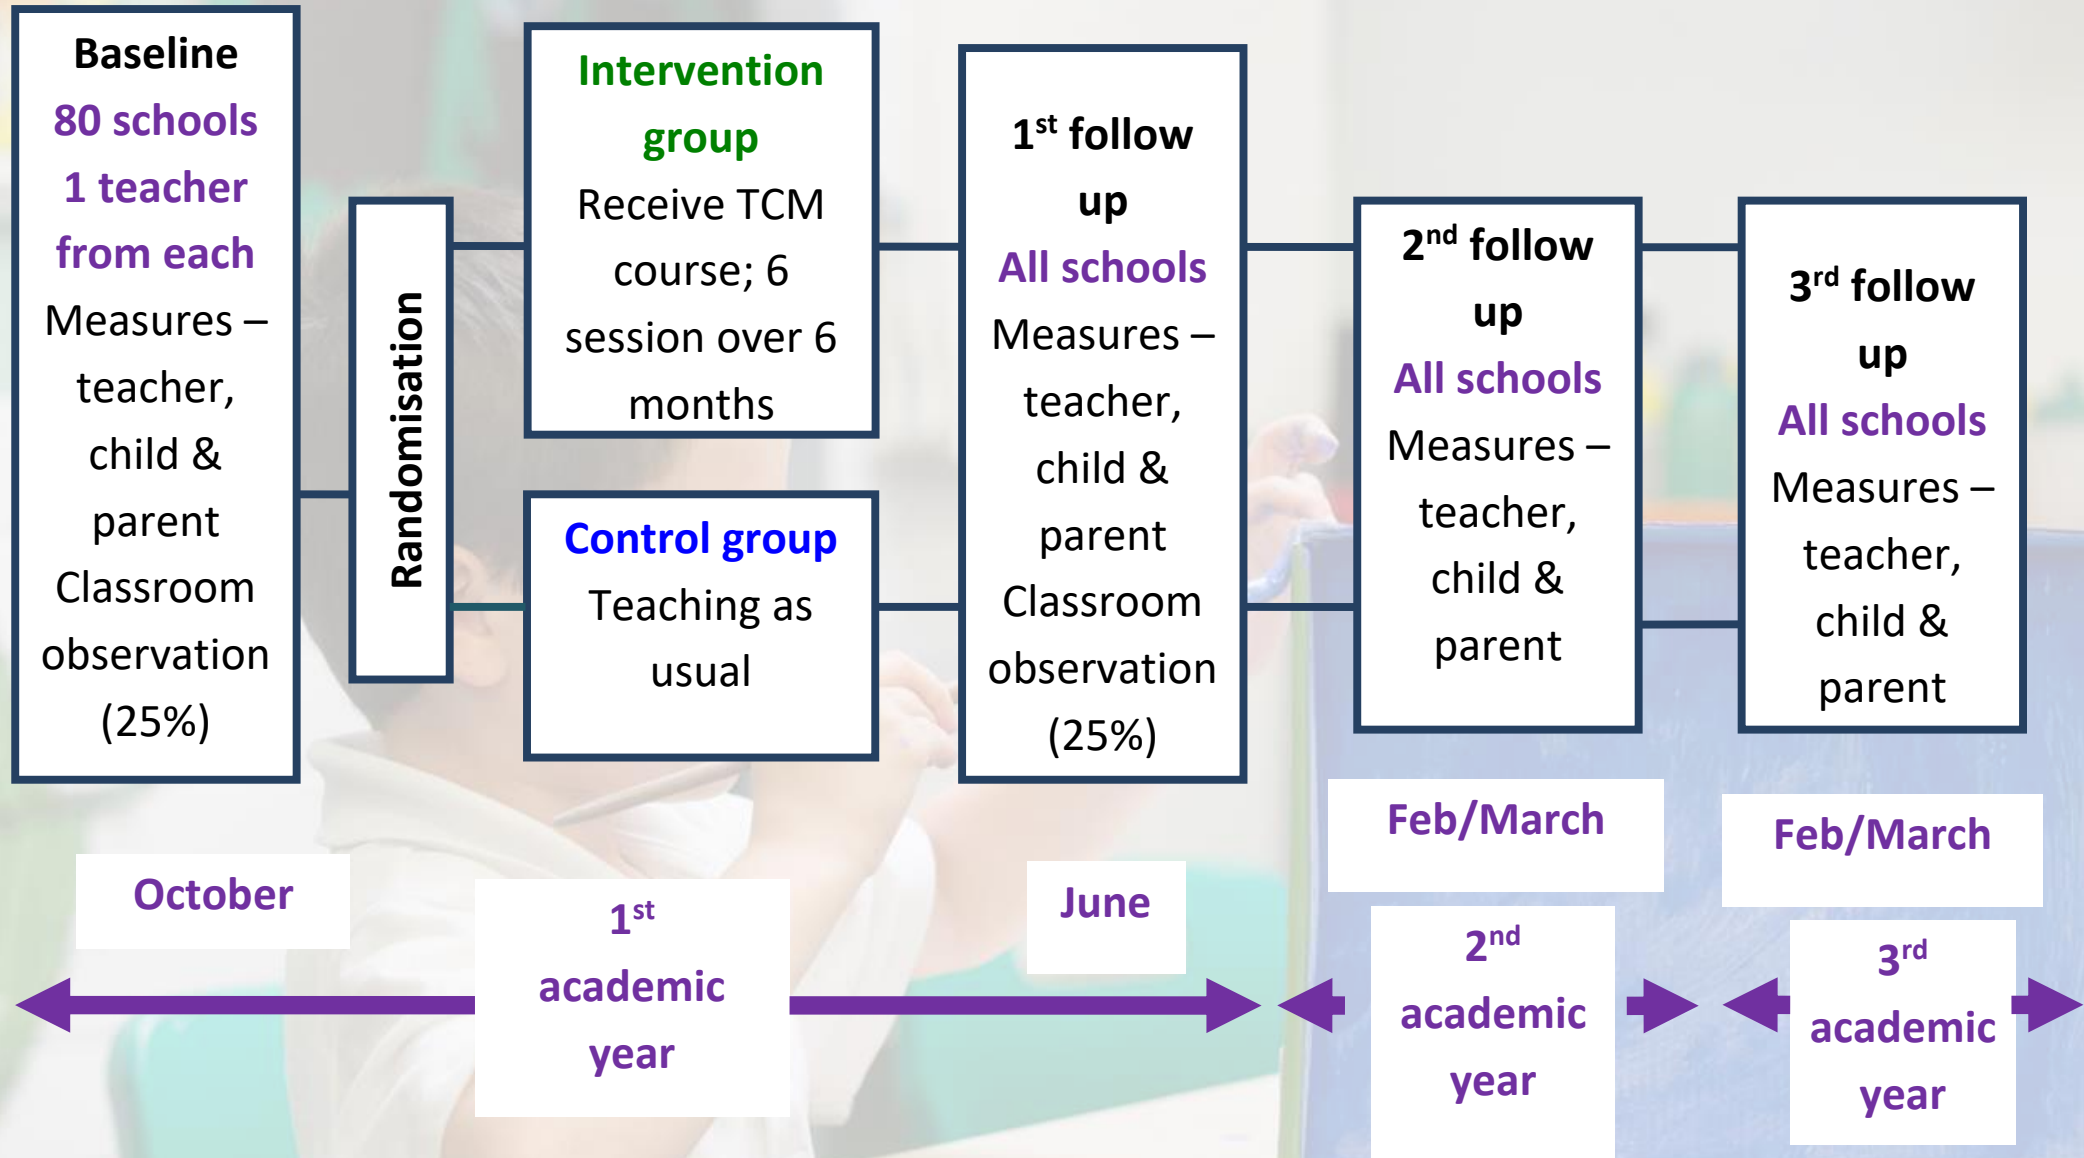 Baseline
80 schools
1 teacher
from each
Measures –
teacher,
child &
parent
Classroom
observation
(25%)
Randomisation
Intervention
group
Receive TCM
course; 6
session over 6
months
Control group
Teaching as
usual
1st follow
up
All schools
Measures –
teacher,
child &
parent
Classroom
observation
(25%)
2nd follow
up
All schools
Measures –
teacher,
child &
parent
3rd follow
up
All schools
Measures –
teacher,
child &
parent
October
1st
academic
year
June
Feb/March
2nd
academic
year
Feb/March
3rd
academic
year